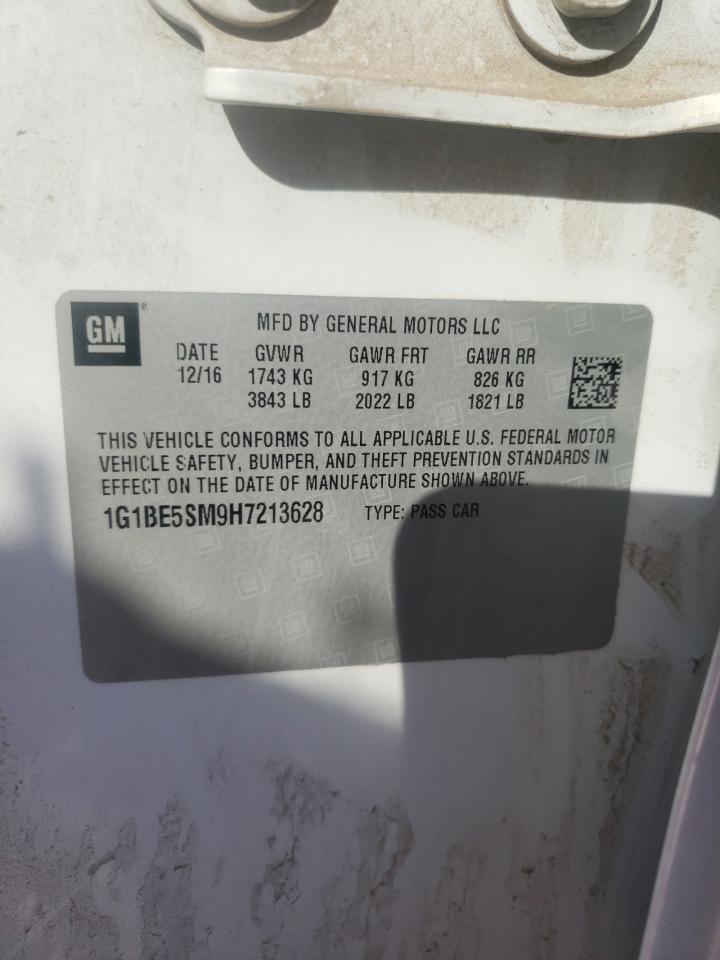 GM
MFD BY GENERAL MOTORS LLC
DATE GVWR GAWR FRT GAWR RR
12/16 1743 KG 917 KG 826 KG
3843 LB 2022 LB 1821 LB
THIS VEHICLE CONFORMS TO ALL APPLICABLE U.S. FEDERAL MOTOR
VEHICLE SAFETY, BUMPER, AND THEFT PREVENTION STANDARDS IN
EFFECT ON THE DATE OF MANUFACTURE SHOWN ABOVE.
1G1BE5SM9H7213628 TYPE: PASS CAR